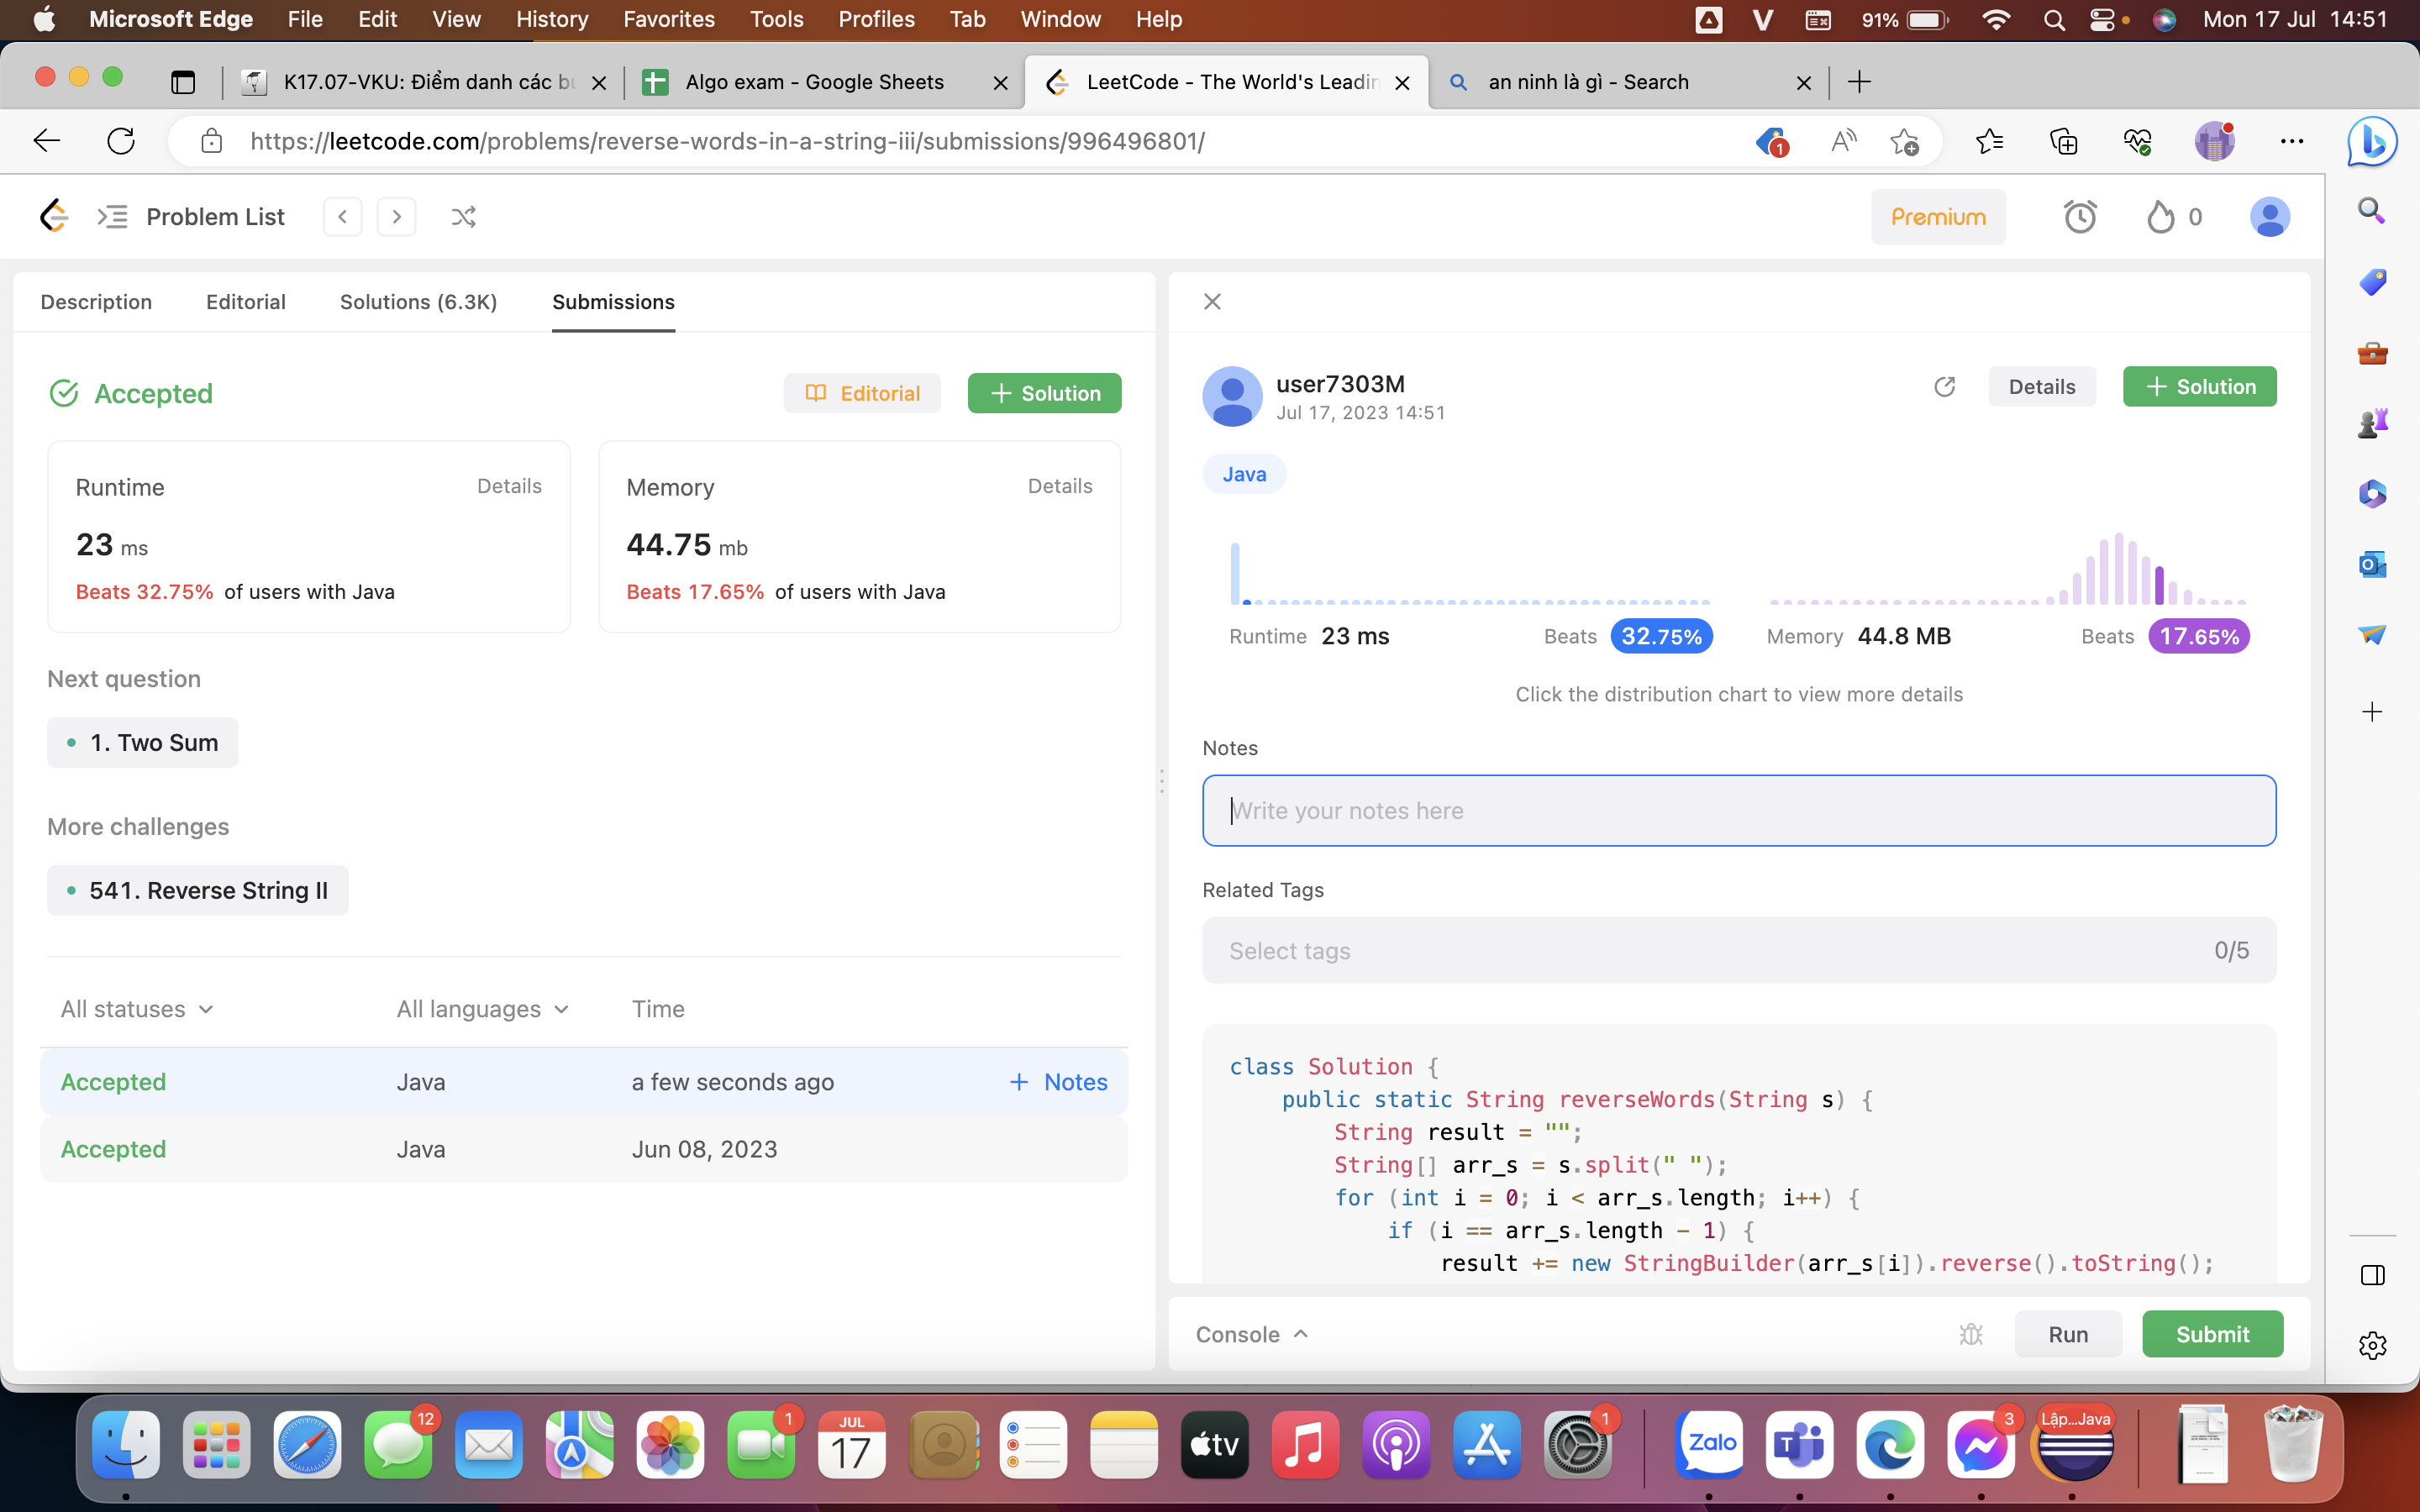 Microsoft Edge File Edit View History Favorites Tools Profiles Tab Window Help 91% Mon 17 Jul 14:51
K17.07-VKU: Điểm danh các bu Algo exam - Google Sheets LeetCode - The World's Leadin an ninh là gì - Search
https://leetcode.com/problems/reverse-words-in-a-string-iii/submissions/996496801/ 1
Problem List Premium 0
Description Editorial Solutions (6.3K) Submissions
Accepted Editorial + Solution
Runtime Details
23 ms
Beats 32.75% of users with Java
Memory Details
44.75 mb
Beats 17.65% of users with Java
Next question
1. Two Sum
More challenges
541. Reverse String II
All statuses All languages Time
Accepted Java a few seconds ago + Notes
Accepted Java Jun 08, 2023
user7303M
Jul 17, 2023 14:51
Details + Solution
Java
Runtime 23 ms Beats 32.75% Memory 44.8 MB Beats 17.65%
Click the distribution chart to view more details
Notes
Write your notes here
Related Tags
Select tags 0/5
class Solution {
public static String reverseWords(String s) {
String result = "";
String[] arr_s = s.split(" ");
for (int i = 0; i < arr_s.length; i++) {
if (i == arr_s.length - 1) {
result += new StringBuilder(arr_s[i]).reverse().toString();
Console Run Submit
12 1 JUL 17 tv 1 Zalo 3 Lập...Java